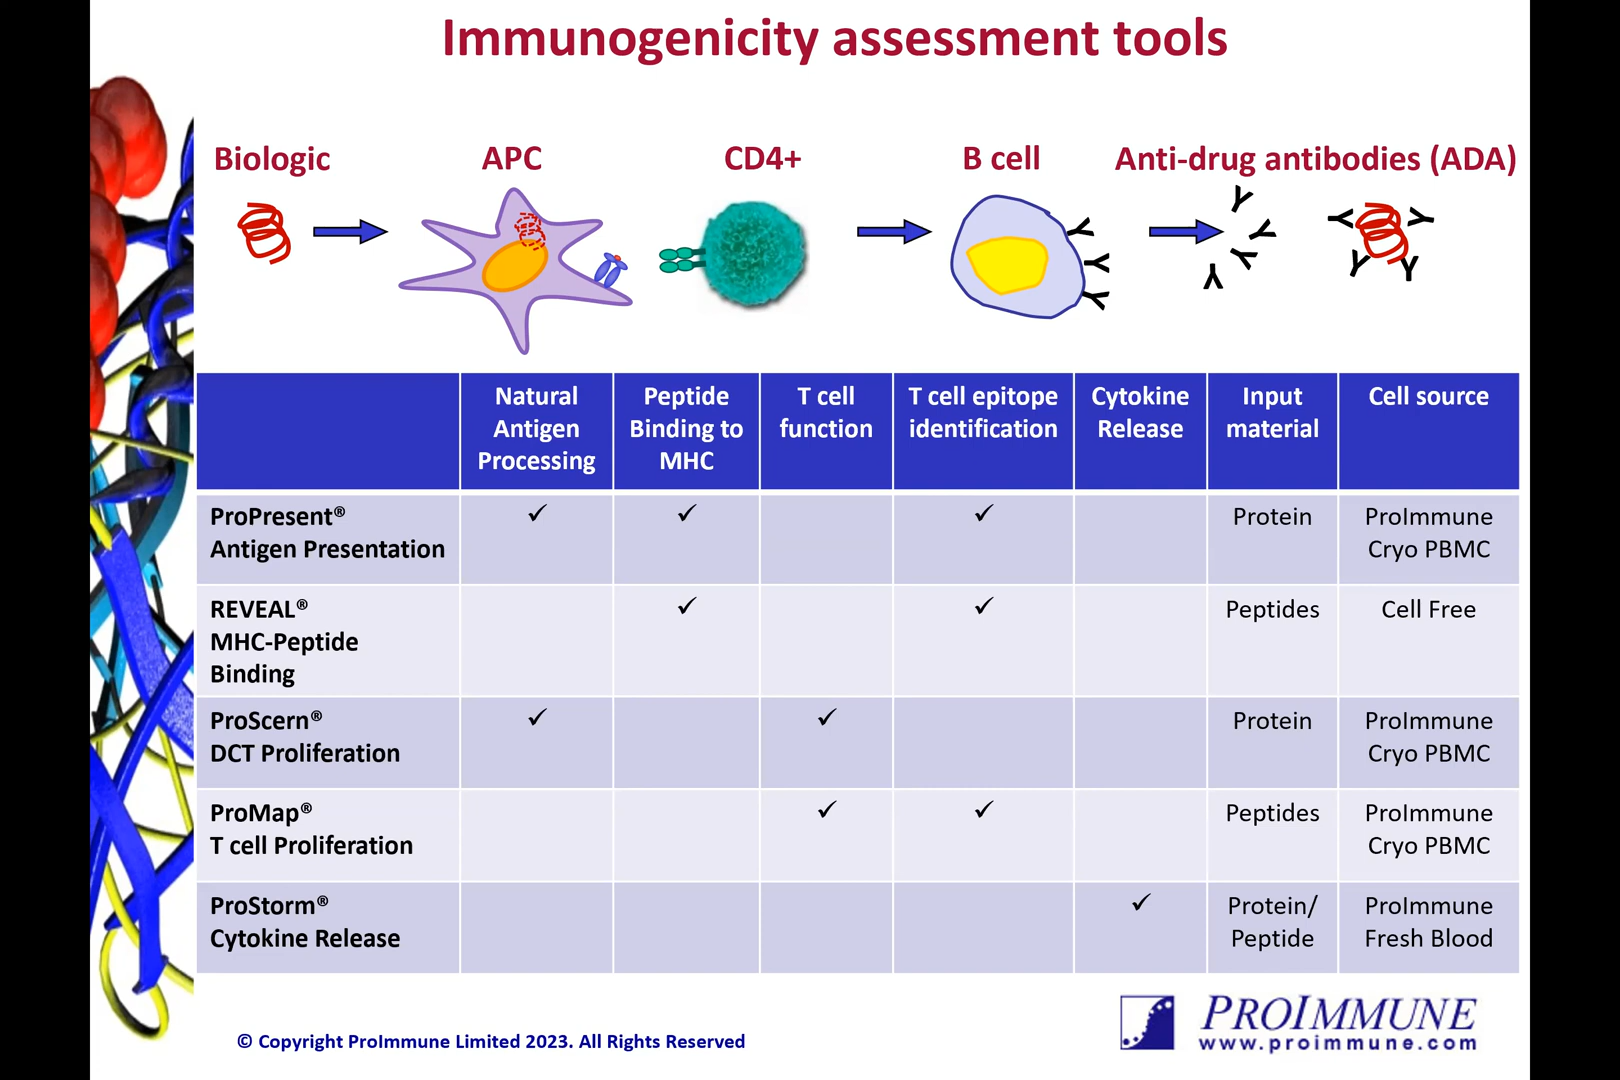 Immunogenicity assessment tools
Biologic
APC
CD4+
B cell
Anti-drug antibodies (ADA)
Natural Antigen Processing
Peptide Binding to MHC
T cell function
T cell epitope identification
Cytokine Release
Input material
Cell source
ProPresent®
Antigen Presentation
✓ ✓ ✓
Protein
ProImmune
Cryo PBMC
REVEAL®
MHC-Peptide
Binding
✓ ✓
Peptides
Cell Free
ProScern®
DCT Proliferation
✓ ✓
Protein
ProImmune
Cryo PBMC
ProMap®
T cell Proliferation
✓ ✓
Peptides
ProImmune
Cryo PBMC
ProStorm®
Cytokine Release
✓
Protein/
Peptide
ProImmune
Fresh Blood
© Copyright ProImmune Limited 2023. All Rights Reserved
PROIMMUNE
www.proimmune.com